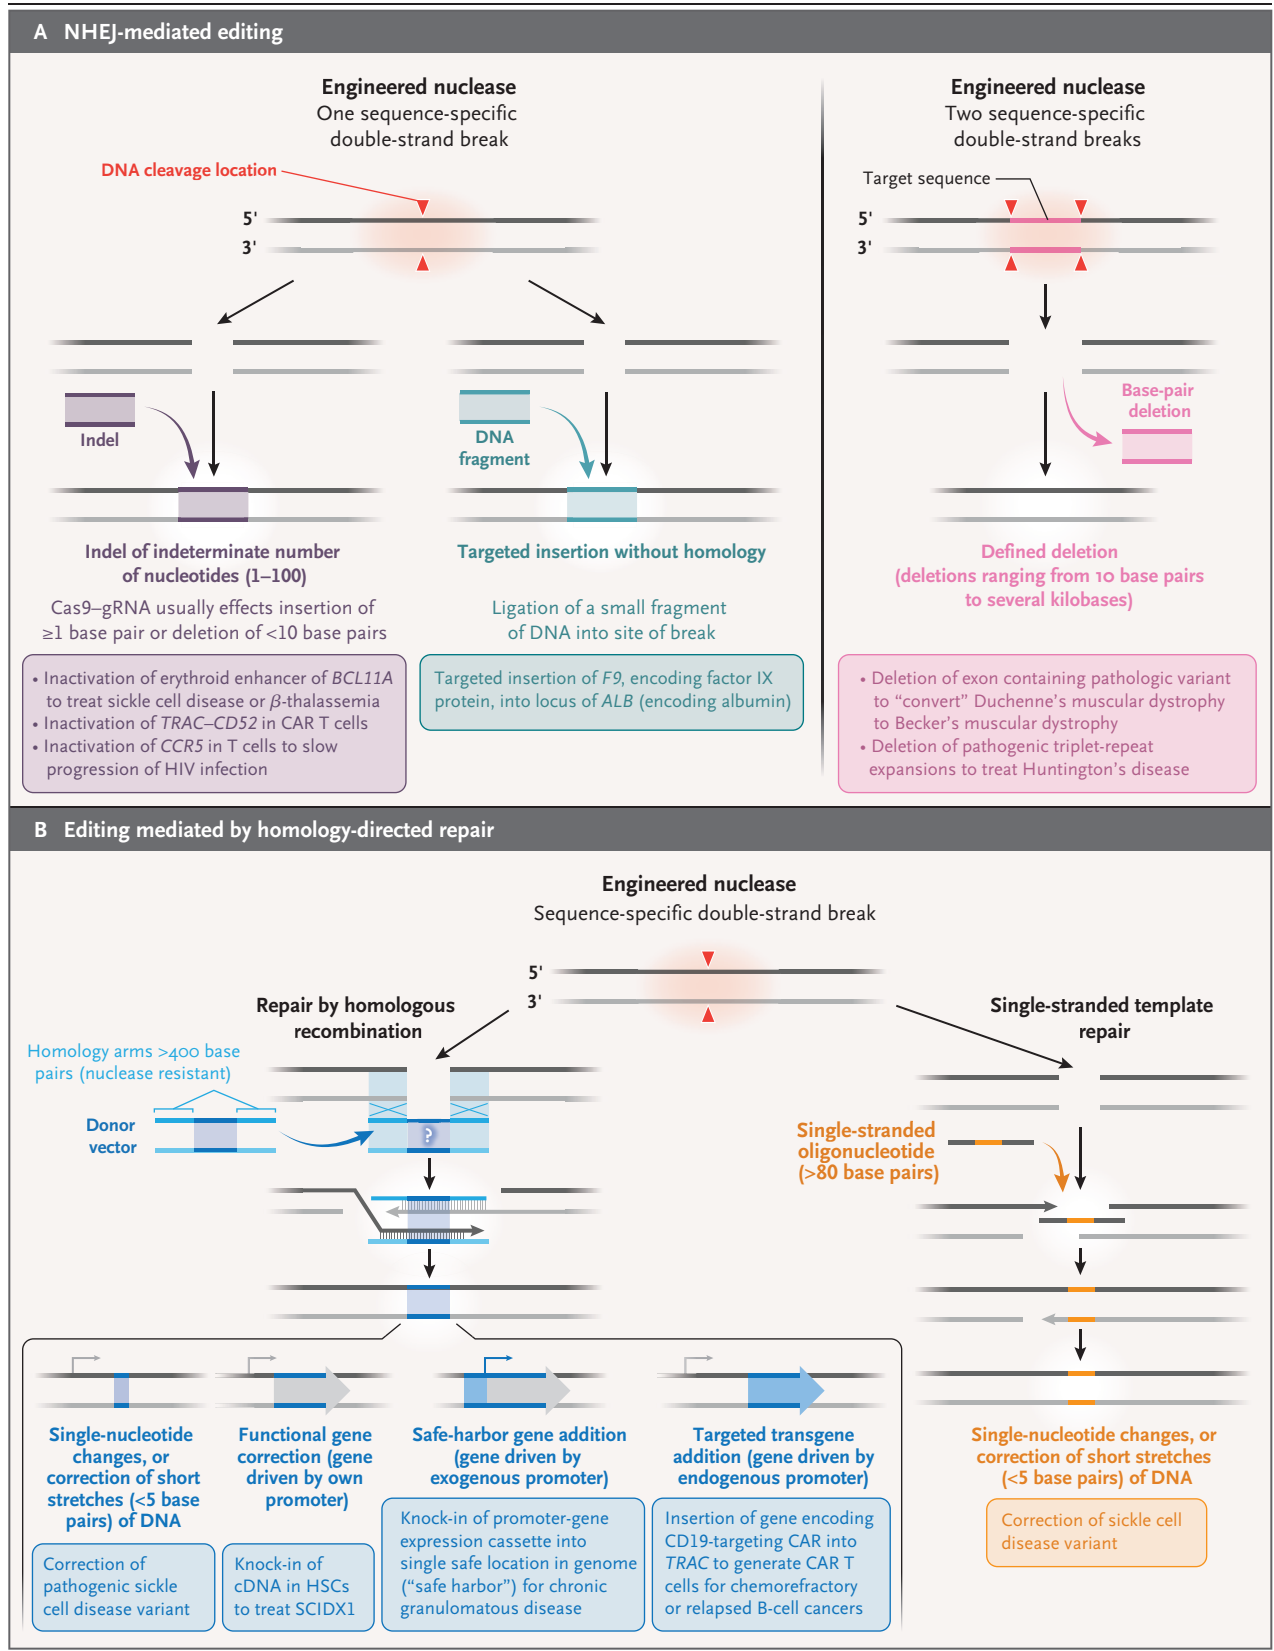 A NHEJ-mediated editing
Engineered nuclease
One sequence-specific
double-strand break
DNA cleavage location
5'
3'
Indel
DNA
fragment
Indel of indeterminate number
of nucleotides (1–100)
Cas9–gRNA usually effects insertion of
≥1 base pair or deletion of <10 base pairs
• Inactivation of erythroid enhancer of BCL11A
to treat sickle cell disease or β-thalassemia
• Inactivation of TRAC–CD52 in CAR T cells
• Inactivation of CCR5 in T cells to slow
progression of HIV infection
Targeted insertion without homology
Ligation of a small fragment
of DNA into site of break
Targeted insertion of F9, encoding factor IX
protein, into locus of ALB (encoding albumin)
Engineered nuclease
Two sequence-specific
double-strand breaks
Target sequence
5'
3'
Base-pair
deletion
Defined deletion
(deletions ranging from 10 base pairs
to several kilobases)
• Deletion of exon containing pathologic variant
to “convert” Duchenne’s muscular dystrophy
to Becker’s muscular dystrophy
• Deletion of pathogenic triplet-repeat
expansions to treat Huntington’s disease
B Editing mediated by homology-directed repair
Engineered nuclease
Sequence-specific double-strand break
5'
3'
Repair by homologous
recombination
Homology arms >400 base
pairs (nuclease resistant)
Donor
vector
?
Single-stranded template
repair
Single-stranded
oligonucleotide
(>80 base pairs)
Single-nucleotide
changes, or
correction of short
stretches (<5 base
pairs) of DNA
Correction of
pathogenic sickle
cell disease variant
Functional gene
correction (gene
driven by own
promoter)
Knock-in of
cDNA in HSCs
to treat SCIDX1
Safe-harbor gene addition
(gene driven by
exogenous promoter)
Knock-in of promoter-gene
expression cassette into
single safe location in genome
(“safe harbor”) for chronic
granulomatous disease
Targeted transgene
addition (gene driven by
endogenous promoter)
Insertion of gene encoding
CD19-targeting CAR into
TRAC to generate CAR T
cells for chemorefractory
or relapsed B-cell cancers
Single-nucleotide changes, or
correction of short stretches
(<5 base pairs) of DNA
Correction of sickle cell
disease variant